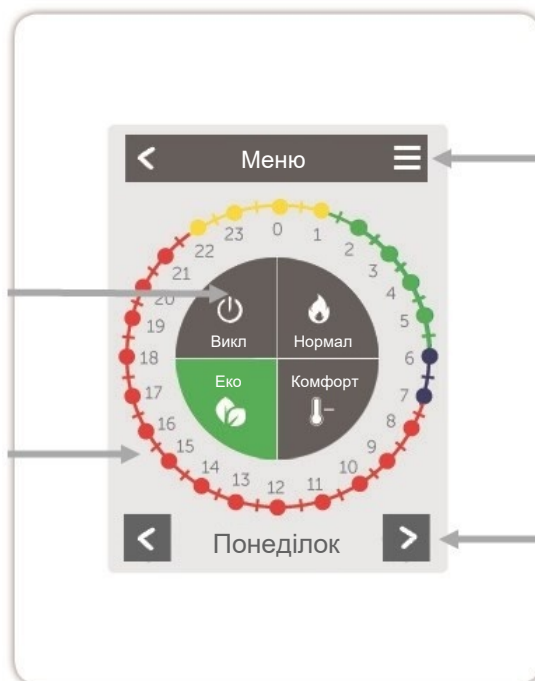 Меню
23 0 1
22 2
21 3
20 4
19 5
18 6
17 7
16 8
15 9
14 10
13 12 11
Викл Нормал
Еко Комфорт
Понеділок